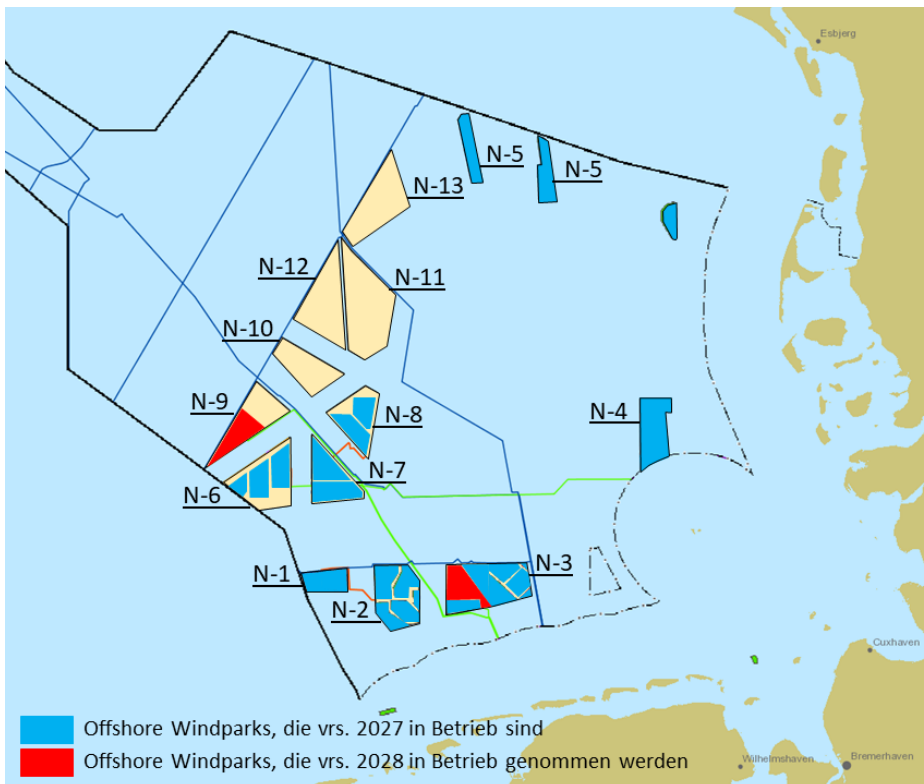 Esbjerg
N-5
N-5
N-13
N-12
N-11
N-10
N-9
N-8
N-4
N-7
N-6
N-3
N-1
N-2
Cuxhaven
Offshore Windparks, die vrs. 2027 in Betrieb sind
Offshore Windparks, die vrs. 2028 in Betrieb genommen werden
Wilhelmshaven
Bremerhaven